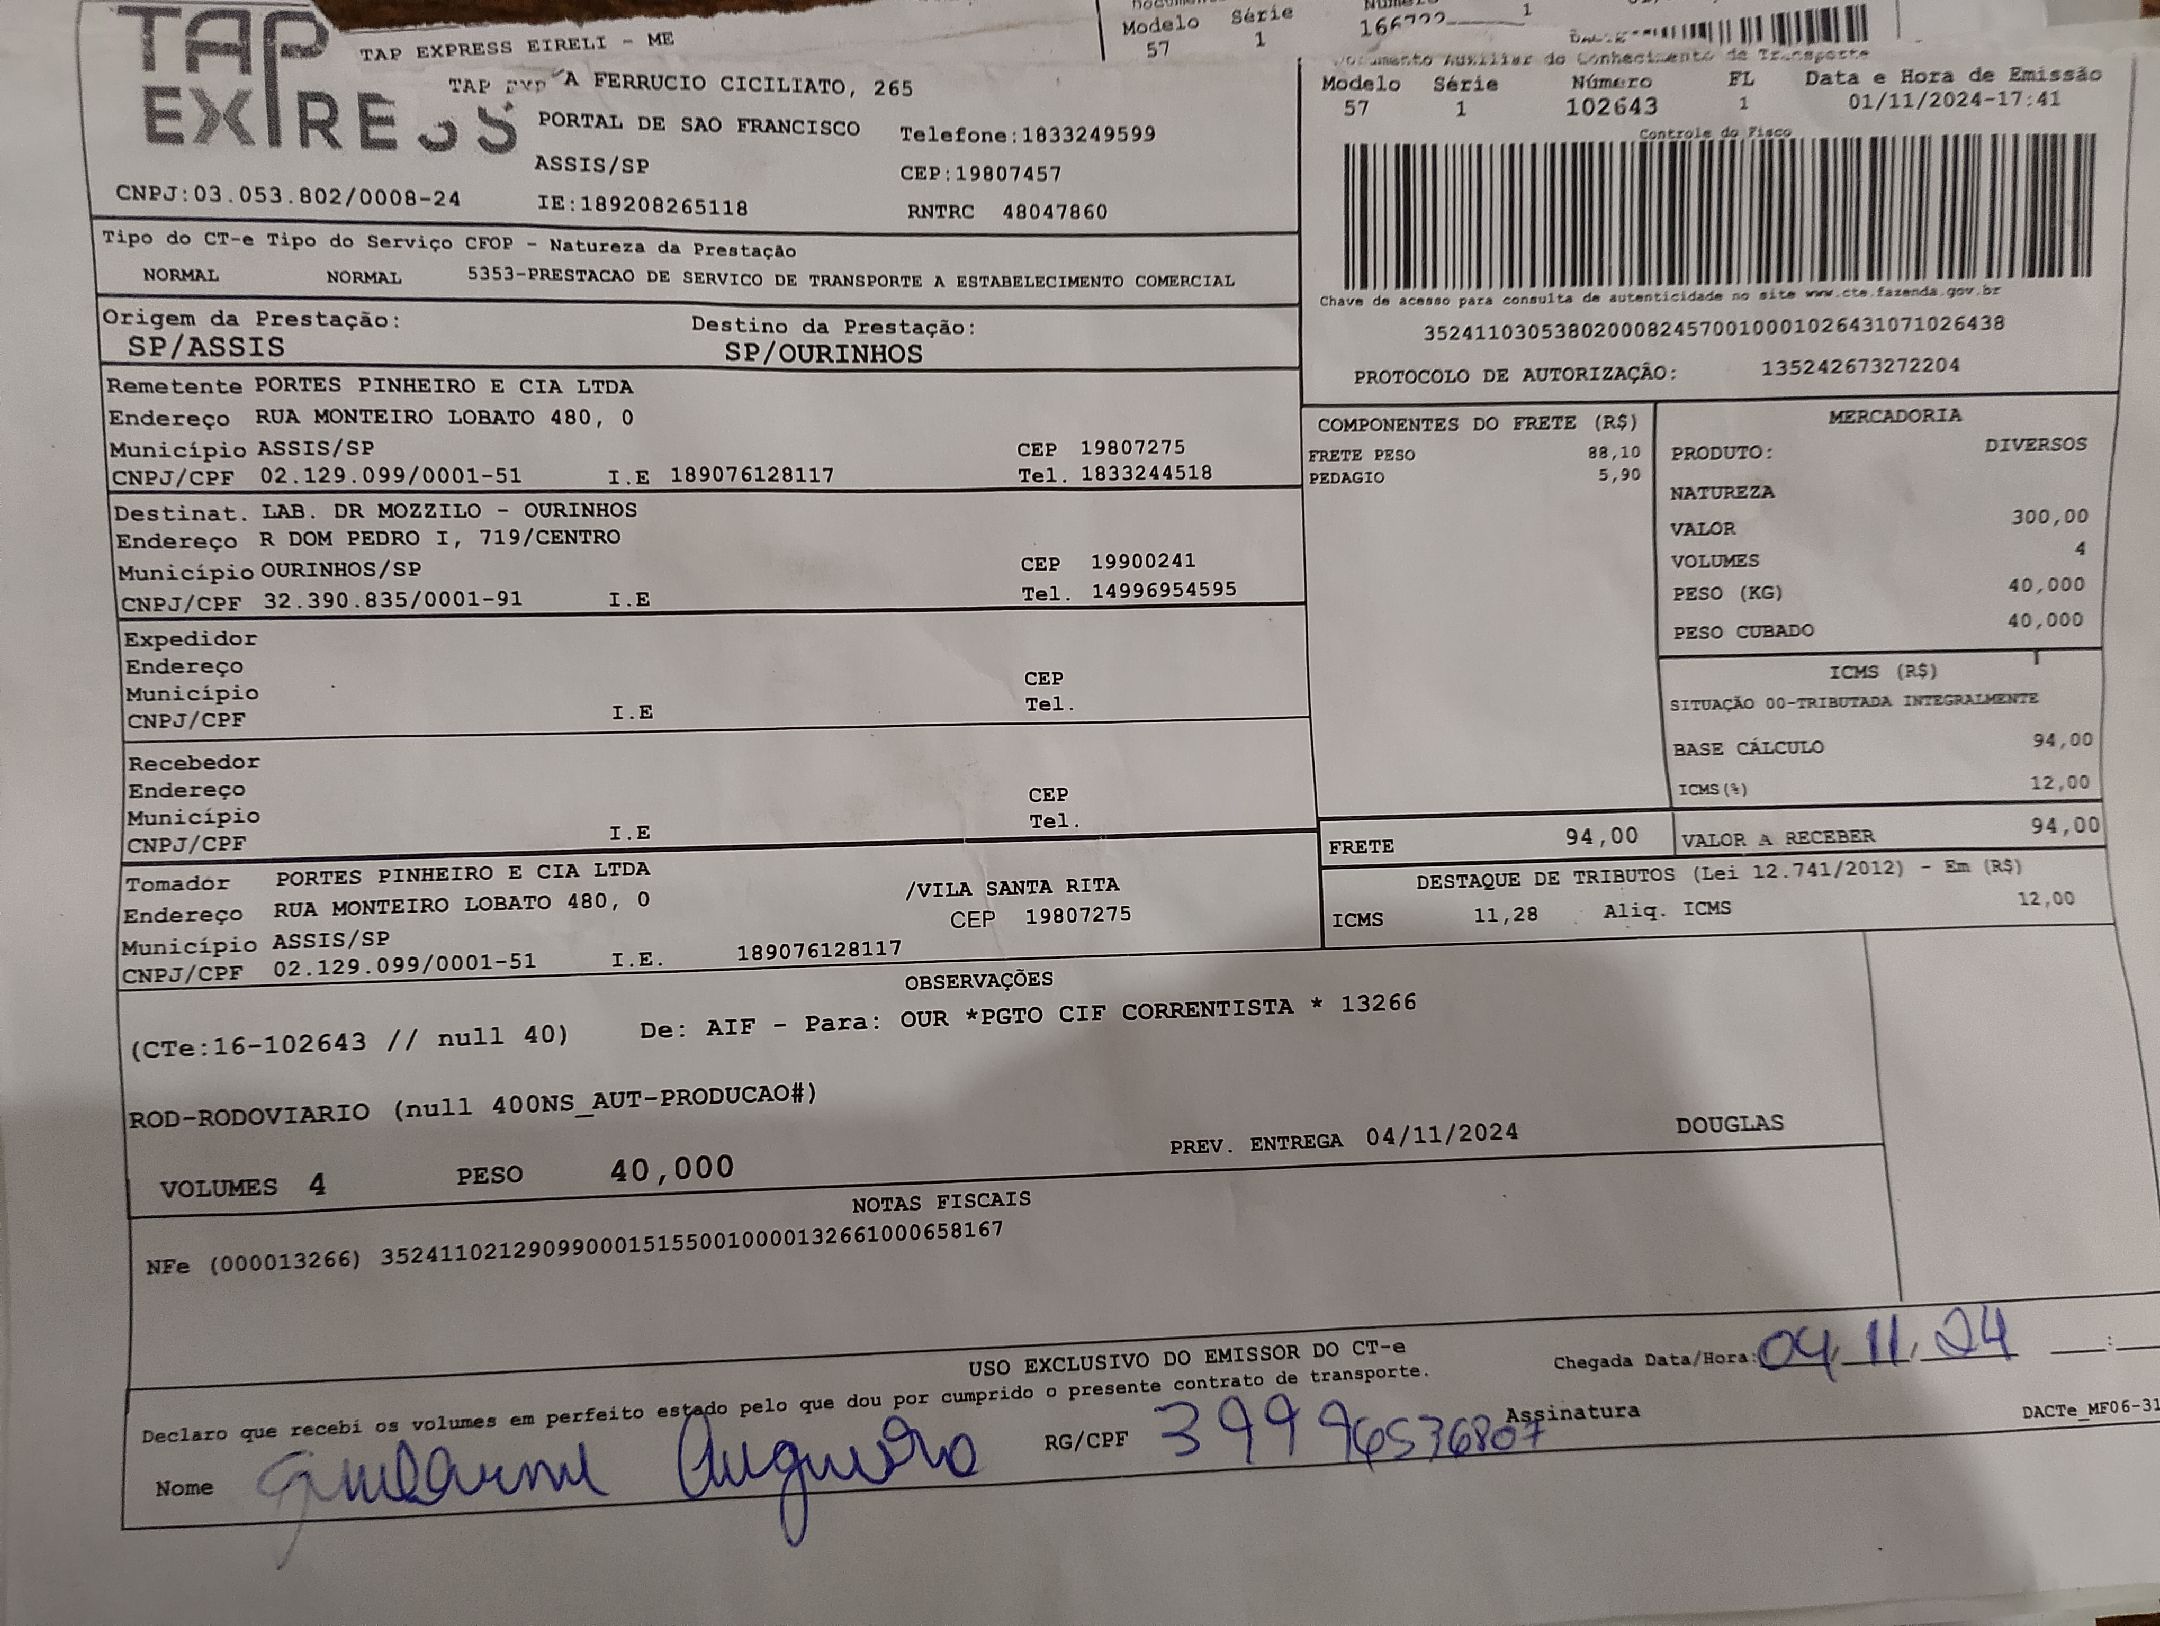 TAP
EXPRESS
TAP EXPRESS EIRELI - ME
Modelo Série
57 1 1
TAP A FERRUCIO CICILIATO, 265
PORTAL DE SAO FRANCISCO Telefone:1833249599
ASSIS/SP CEP:19807457
CNPJ:03.053.802/0008-24 IE:189208265118 RNTRC 48047860
Auxiliar do Conhecimento de Transporte
Modelo Série Número FL Data e Hora de Emissão
57 1 102643 1 01/11/2024-17:41
Controle do Fisco
Chave de acesso para consulta de autenticidade no site www.cte.fazenda.gov.br
35241103053802000824570010001026431071026438
PROTOCOLO DE AUTORIZAÇÃO: 135242673272204
Tipo do CT-e Tipo do Serviço CFOP - Natureza da Prestação
NORMAL NORMAL 5353-PRESTACAO DE SERVICO DE TRANSPORTE A ESTABELECIMENTO COMERCIAL
Origem da Prestação: Destino da Prestação:
SP/ASSIS SP/OURINHOS
Remetente PORTES PINHEIRO E CIA LTDA
Endereço RUA MONTEIRO LOBATO 480, 0
Município ASSIS/SP CEP 19807275
CNPJ/CPF 02.129.099/0001-51 I.E 189076128117 Tel. 1833244518
Destinat. LAB. DR MOZZILO - OURINHOS
Endereço R DOM PEDRO I, 719/CENTRO
Município OURINHOS/SP CEP 19900241
CNPJ/CPF 32.390.835/0001-91 I.E Tel. 14996954595
Expedidor
Endereço
Município CEP
CNPJ/CPF I.E Tel.
Recebedor
Endereço
Município CEP
CNPJ/CPF I.E Tel.
Tomador PORTES PINHEIRO E CIA LTDA
Endereço RUA MONTEIRO LOBATO 480, 0 /VILA SANTA RITA
Município ASSIS/SP CEP 19807275
CNPJ/CPF 02.129.099/0001-51 I.E. 189076128117
COMPONENTES DO FRETE (R$)
FRETE PESO 88,10
PEDAGIO 5,90
MERCADORIA
PRODUTO: DIVERSOS
NATUREZA
VALOR 300,00
VOLUMES 4
PESO (KG) 40,000
PESO CUBADO 40,000
ICMS (R$)
SITUAÇÃO 00-TRIBUTADA INTEGRALMENTE
BASE CÁLCULO 94,00
ICMS(%) 12,00
FRETE 94,00 VALOR A RECEBER 94,00
DESTAQUE DE TRIBUTOS (Lei 12.741/2012) - Em (R$)
ICMS 11,28 Aliq. ICMS 12,00
OBSERVAÇÕES
(CTe:16-102643 // null 40) De: AIF - Para: OUR *PGTO CIF CORRENTISTA * 13266
ROD-RODOVIARIO (null 400NS_AUT-PRODUCAO#)
PREV. ENTREGA 04/11/2024 DOUGLAS
VOLUMES 4 PESO 40,000
NOTAS FISCAIS
NFe (000013266) 35241102129099000151550010000132661000658167
USO EXCLUSIVO DO EMISSOR DO CT-e
Chegada Data/Hora: 04 11 24 :
Declaro que recebi os volumes em perfeito estado pelo que dou por cumprido o presente contrato de transporte.
Nome Guilherme RG/CPF 39996536807 Assinatura
DACTe_MF06-31